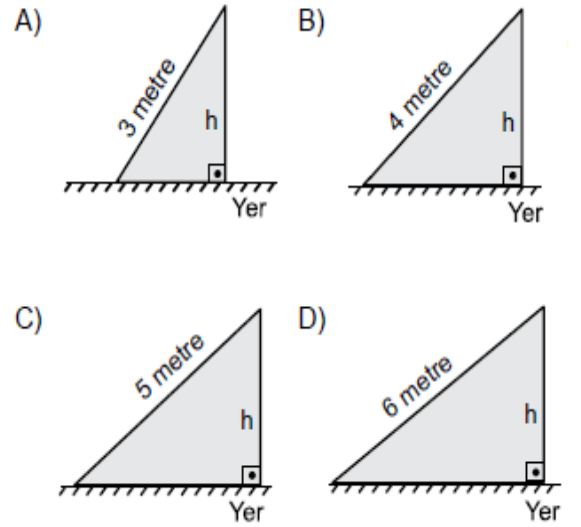 A)
3 metre
h
Yer
B)
4 metre
h
Yer
C)
5 metre
h
Yer
D)
6 metre
h
Yer